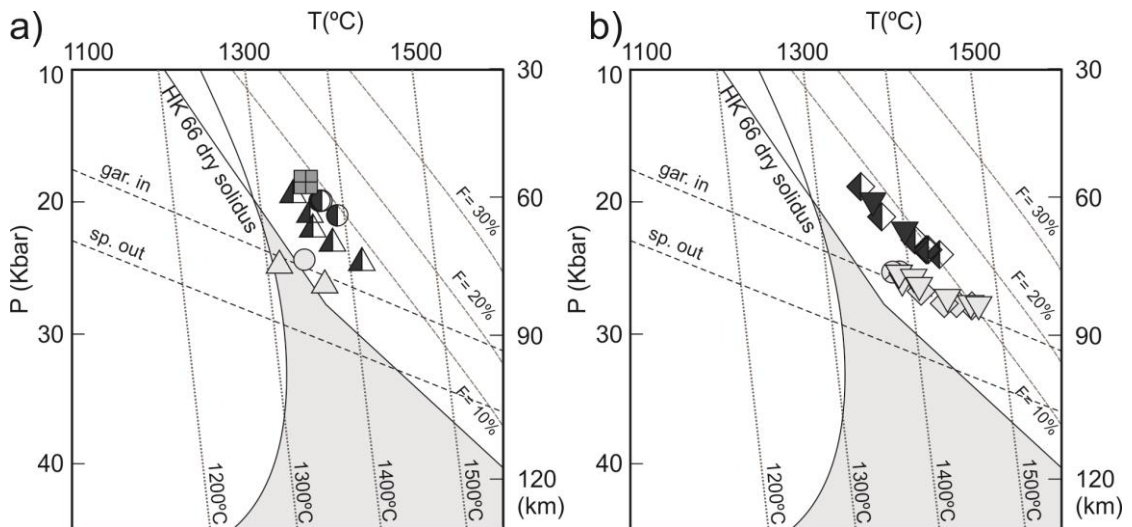 a)
T(ºC)
1100
1300
1500
10
20
30
40
P (Kbar)
30
60
90
120
(km)
HK 66 dry solidus
gar. in
sp. out
F= 30%
F= 20%
F= 10%
1200ºC
1300ºC
1400ºC
1500ºC
b)
T(ºC)
1100
1300
1500
10
20
30
40
P (Kbar)
30
60
90
120
(km)
HK 66 dry solidus
gar. in
sp. out
F= 30%
F= 20%
F= 10%
1200ºC
1300ºC
1400ºC
1500ºC